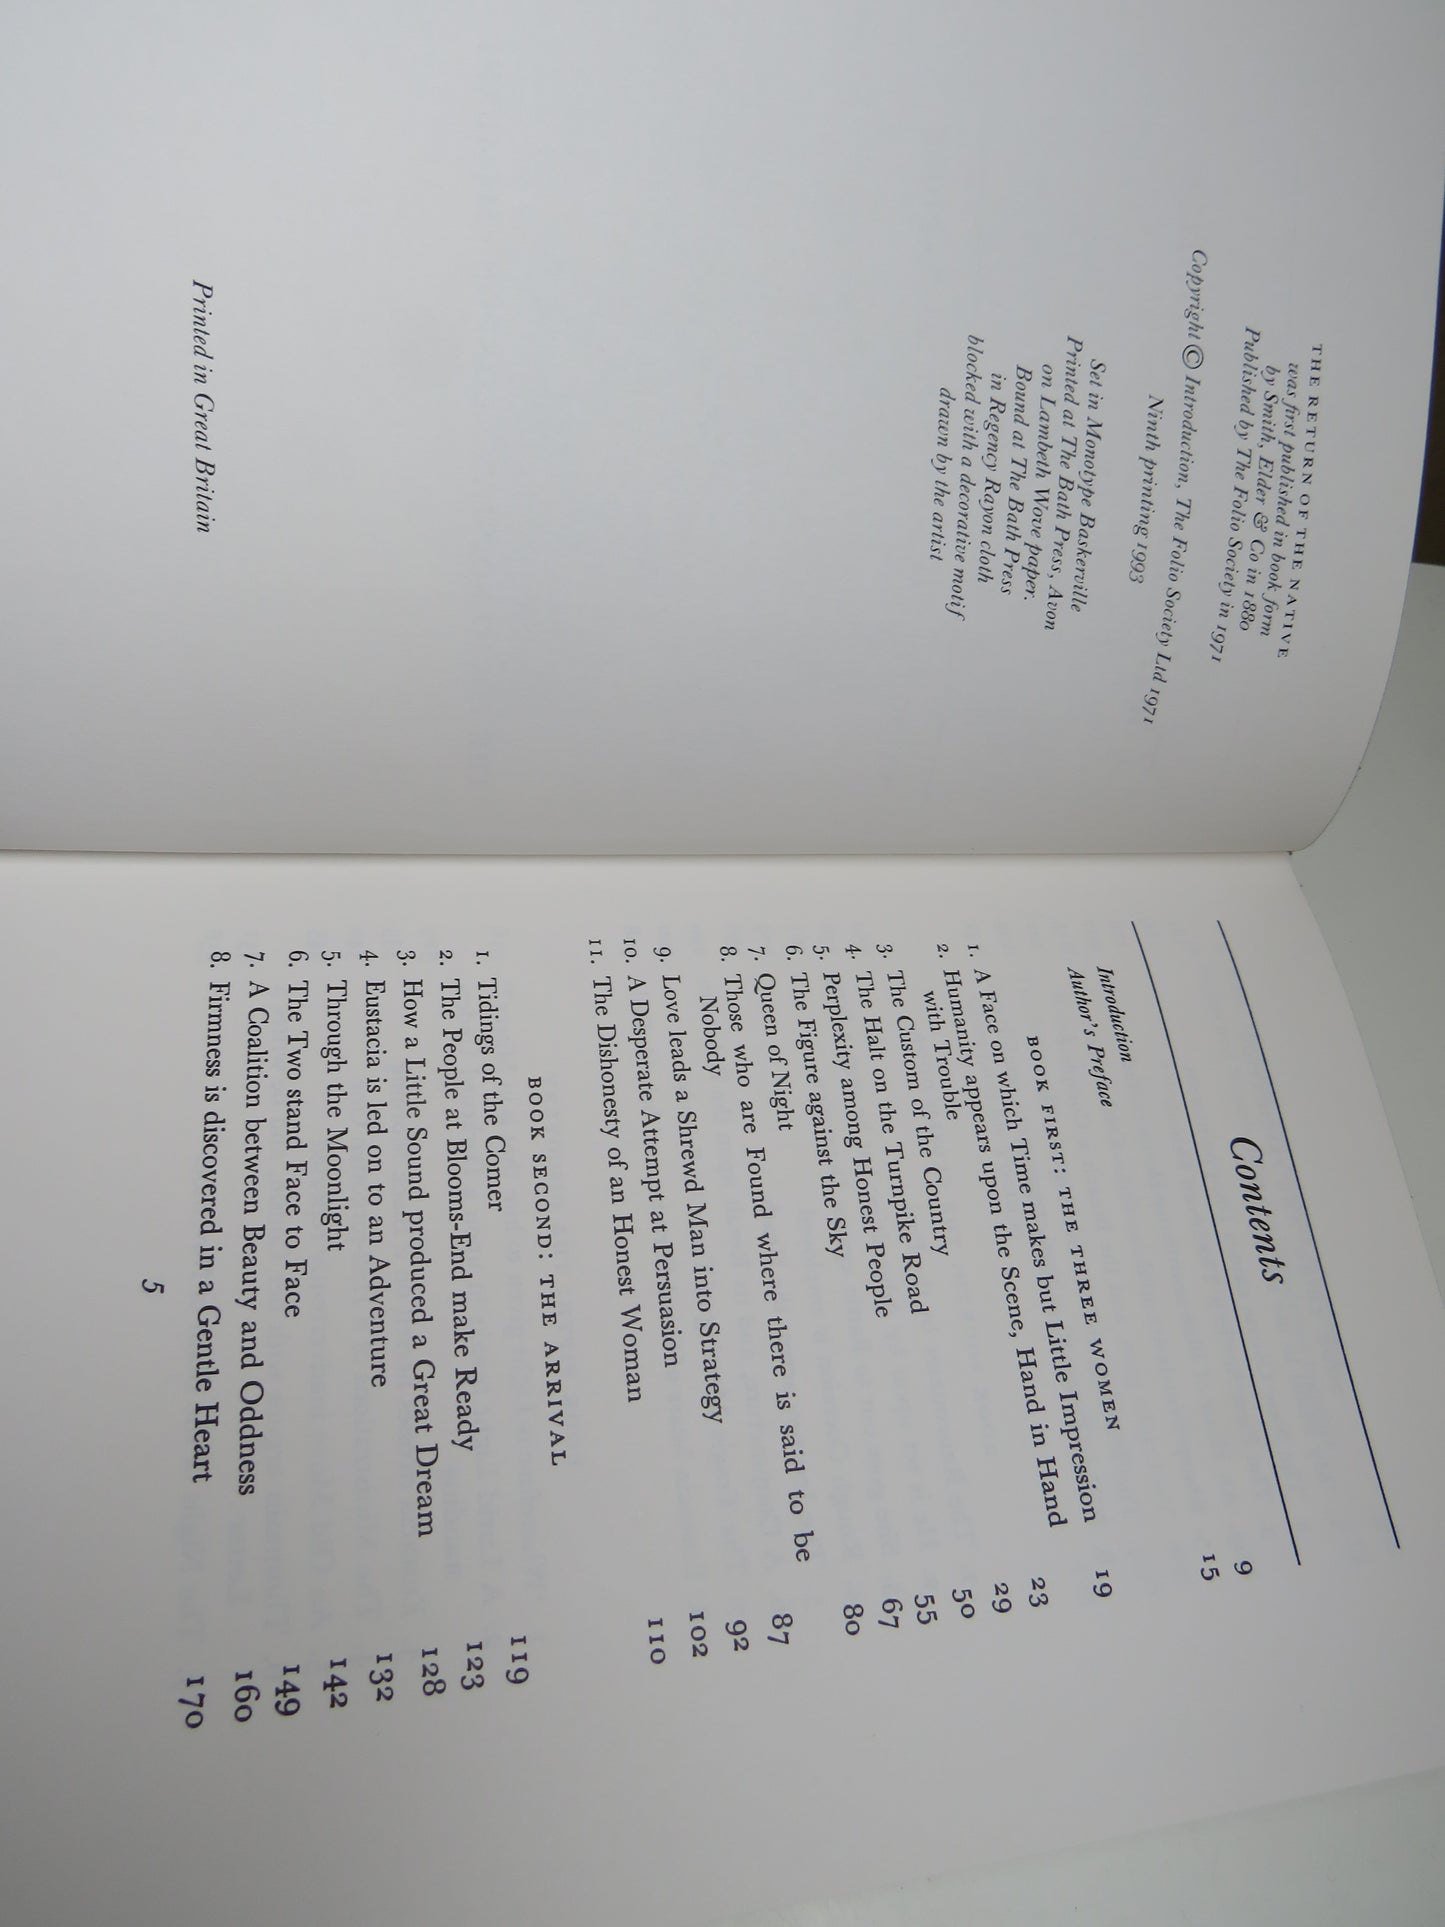 THE RETURN OF THE NATIVE
was first published in book form
by Smith, Elder & Co in 1880
Published by The Folio Society in 1971
Copyright © Introduction, The Folio Society Ltd 1971
Ninth printing 1993
Set in Monotype Baskerville
Printed at The Bath Press, Avon
on Lambeth Wove paper.
Bound at The Bath Press
in Regency Rayon cloth
blocked with a decorative motif
drawn by the artist
Printed in Great Britain
Contents
Introduction 9
Author's Preface 15
BOOK FIRST: THE THREE WOMEN
1. A Face on which Time makes but Little Impression 19
2. Humanity appears upon the Scene, Hand in Hand
with Trouble 23
3. The Custom of the Country 29
4. The Halt on the Turnpike Road 50
5. Perplexity among Honest People 55
6. The Figure against the Sky 67
7. Queen of Night 80
8. Those who are Found where there is said to be
Nobody 87
9. Love leads a Shrewd Man into Strategy 92
10. A Desperate Attempt at Persuasion 102
11. The Dishonesty of an Honest Woman 110
BOOK SECOND: THE ARRIVAL
1. Tidings of the Comer 119
2. The People at Blooms-End make Ready 123
3. How a Little Sound produced a Great Dream 128
4. Eustacia is led on to an Adventure 132
5. Through the Moonlight 142
6. The Two stand Face to Face 149
7. A Coalition between Beauty and Oddness 160
8. Firmness is discovered in a Gentle Heart 170
5